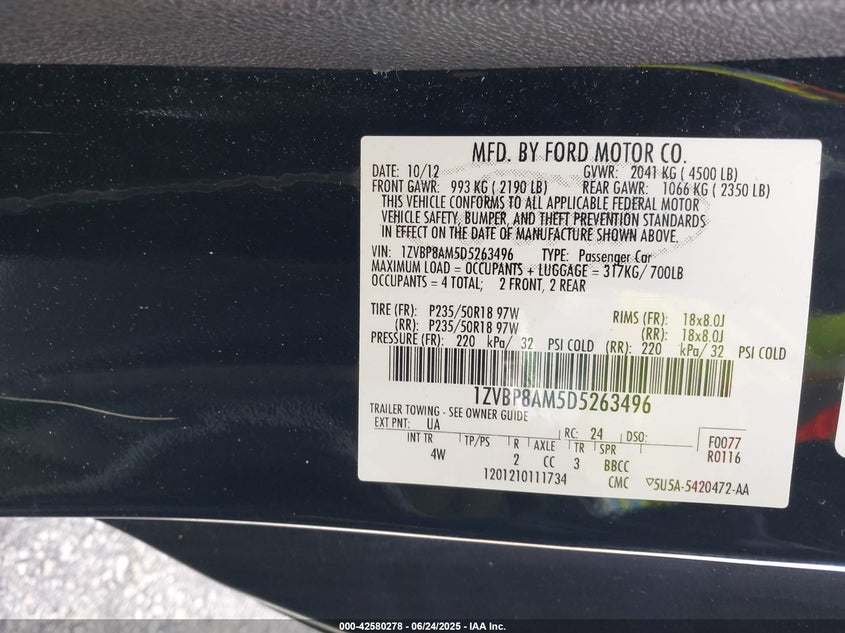 MFD. BY FORD MOTOR CO.
DATE: 10/12 GVWR: 2041 KG ( 4500 LB)
FRONT GAWR: 993 KG ( 2190 LB) REAR GAWR: 1066 KG ( 2350 LB)
THIS VEHICLE CONFORMS TO ALL APPLICABLE FEDERAL MOTOR
VEHICLE SAFETY, BUMPER, AND THEFT PREVENTION STANDARDS
IN EFFECT ON THE DATE OF MANUFACTURE SHOWN ABOVE.
VIN: 1ZVBP8AM5D5263496 TYPE: Passenger Car
MAXIMUM LOAD = OCCUPANTS + LUGGAGE = 317KG/ 700LB
OCCUPANTS = 4 TOTAL; 2 FRONT, 2 REAR
TIRE (FR): P235/50R18 97W RIMS (FR): 18x8.0J
(RR): P235/50R18 97W (RR): 18x8.0J
PRESSURE (FR): 220 kPa/ 32 PSI COLD (RR): 220 kPa/ 32 PSI COLD
1ZVBP8AM5D5263496
TRAILER TOWING - SEE OWNER GUIDE
EXT PNT: UA RC: 24 DSO: F0077
INT TR TP/PS R AXLE TR SPR R0116
4W 2 CC 3 BBCC
1201210111734 CMC 5U5A-5420472-AA
000-42580278 - 06/24/2025 - IAA Inc.